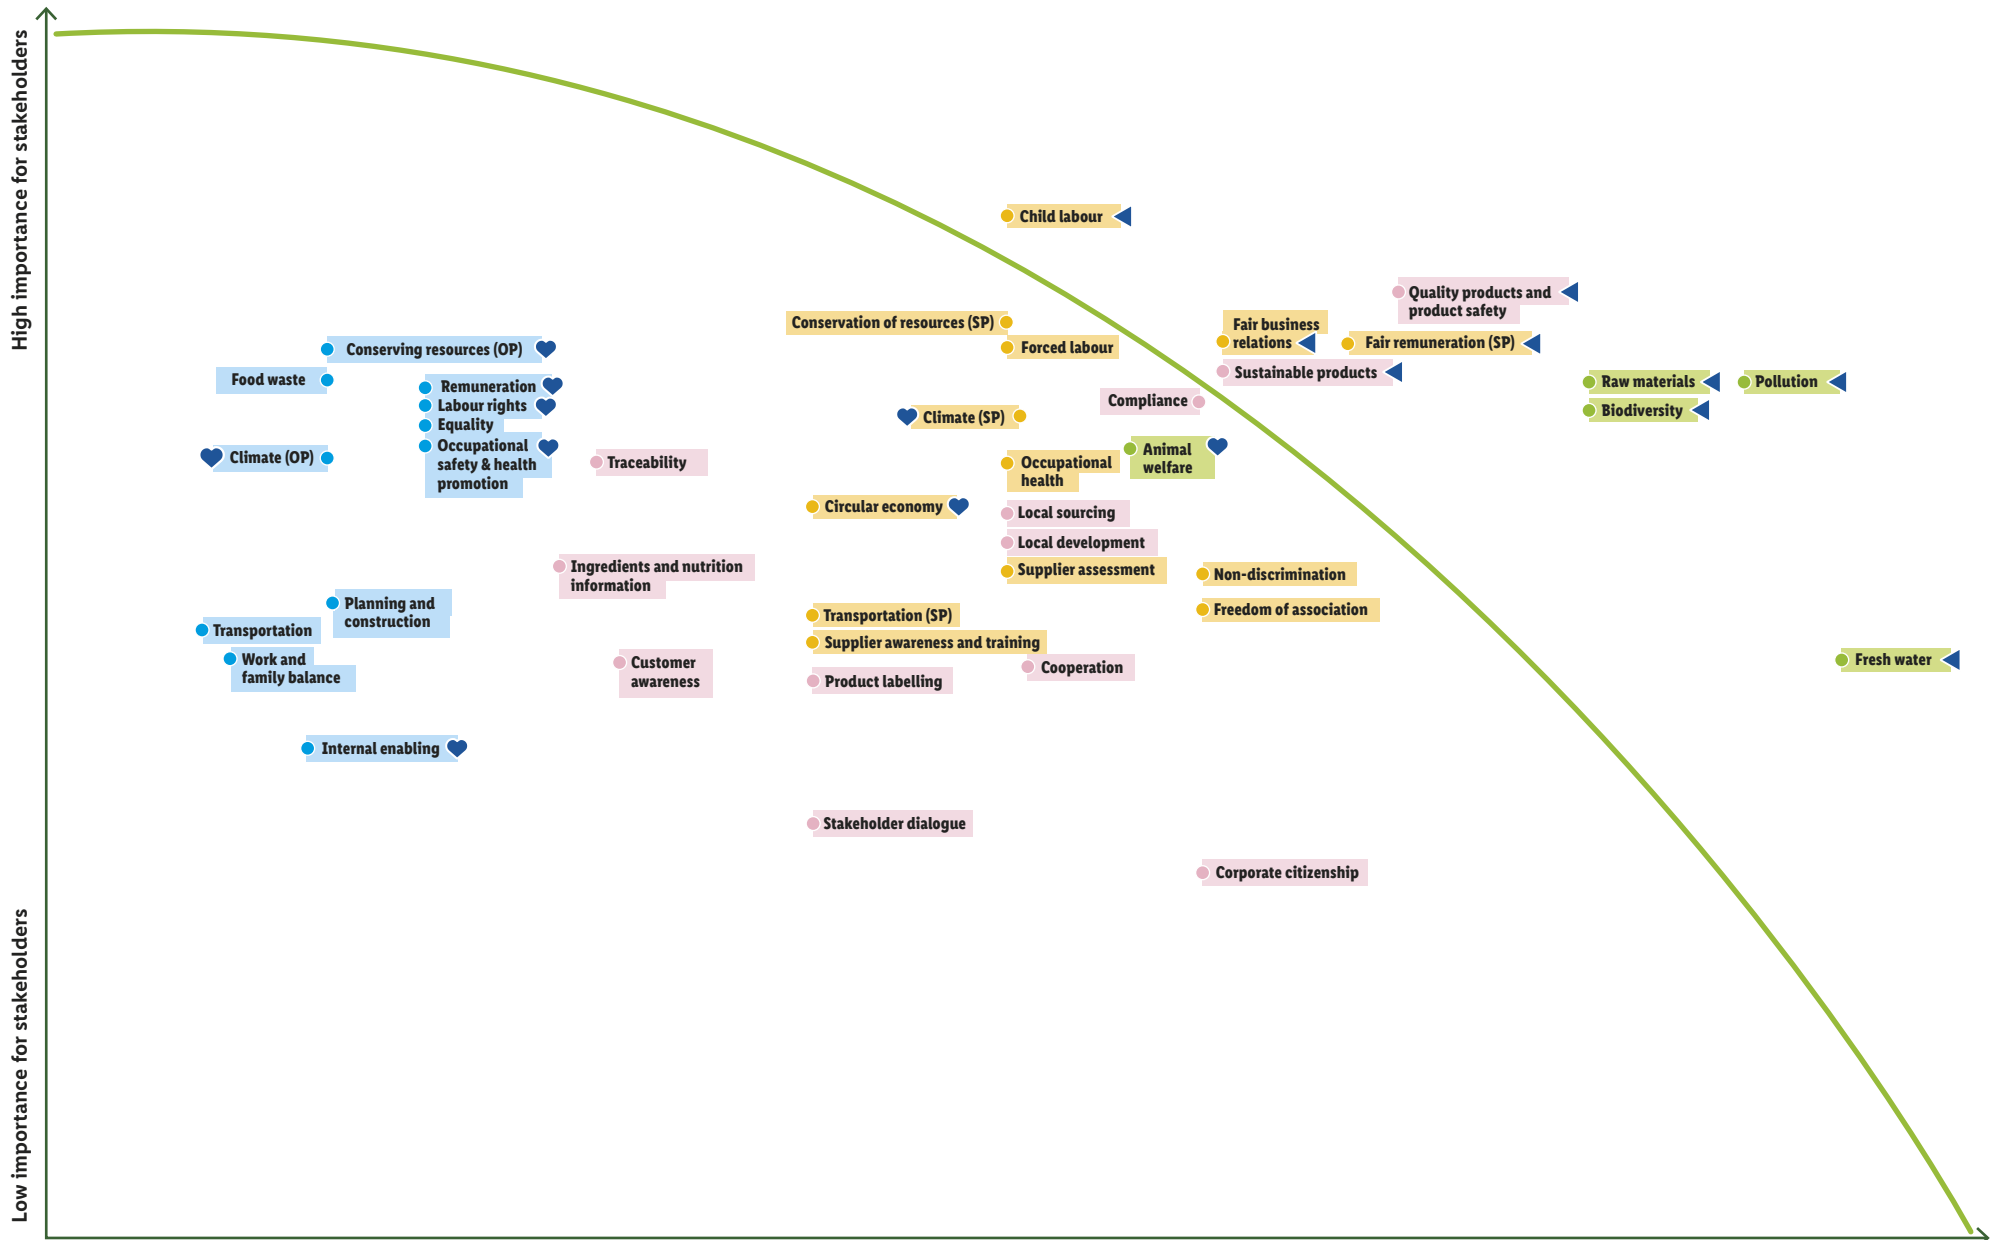 High importance for stakeholders
Low importance for stakeholders
Child labour
Quality products and
product safety
Conservation of resources (SP)
Fair business
relations
Fair remuneration (SP)
Forced labour
Conserving resources (OP)
Sustainable products
Food waste
Raw materials
Pollution
Remuneration
Compliance
Labour rights
Biodiversity
Climate (SP)
Equality
Occupational
safety & health
promotion
Animal
welfare
Climate (OP)
Traceability
Occupational
health
Circular economy
Local sourcing
Local development
Ingredients and nutrition
information
Supplier assessment
Non-discrimination
Planning and
construction
Freedom of association
Transportation (SP)
Transportation
Supplier awareness and training
Work and
family balance
Customer
awareness
Cooperation
Fresh water
Product labelling
Internal enabling
Stakeholder dialogue
Corporate citizenship